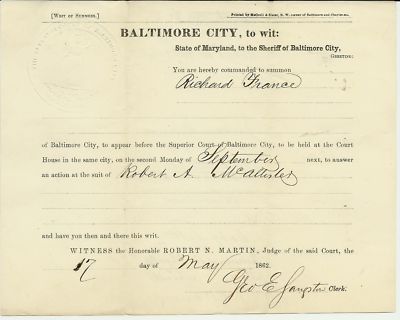 [WRIT OF SUMMONS.]
BALTIMORE CITY, to wit:
State of Maryland, to the Sheriff of Baltimore City,
GREETING:
You are hereby commanded to summon
Richard France
of Baltimore City, to appear before the Superior Court of Baltimore City, to be held at the Court
House in the same city, on the second Monday of September next, to answer
an action at the suit of Robert A. McAllister
and have you then and there this writ.
WITNESS the Honorable ROBERT N. MARTIN, Judge of the said Court, the
17 day of May 1862.
Geo E Sangston Clerk.